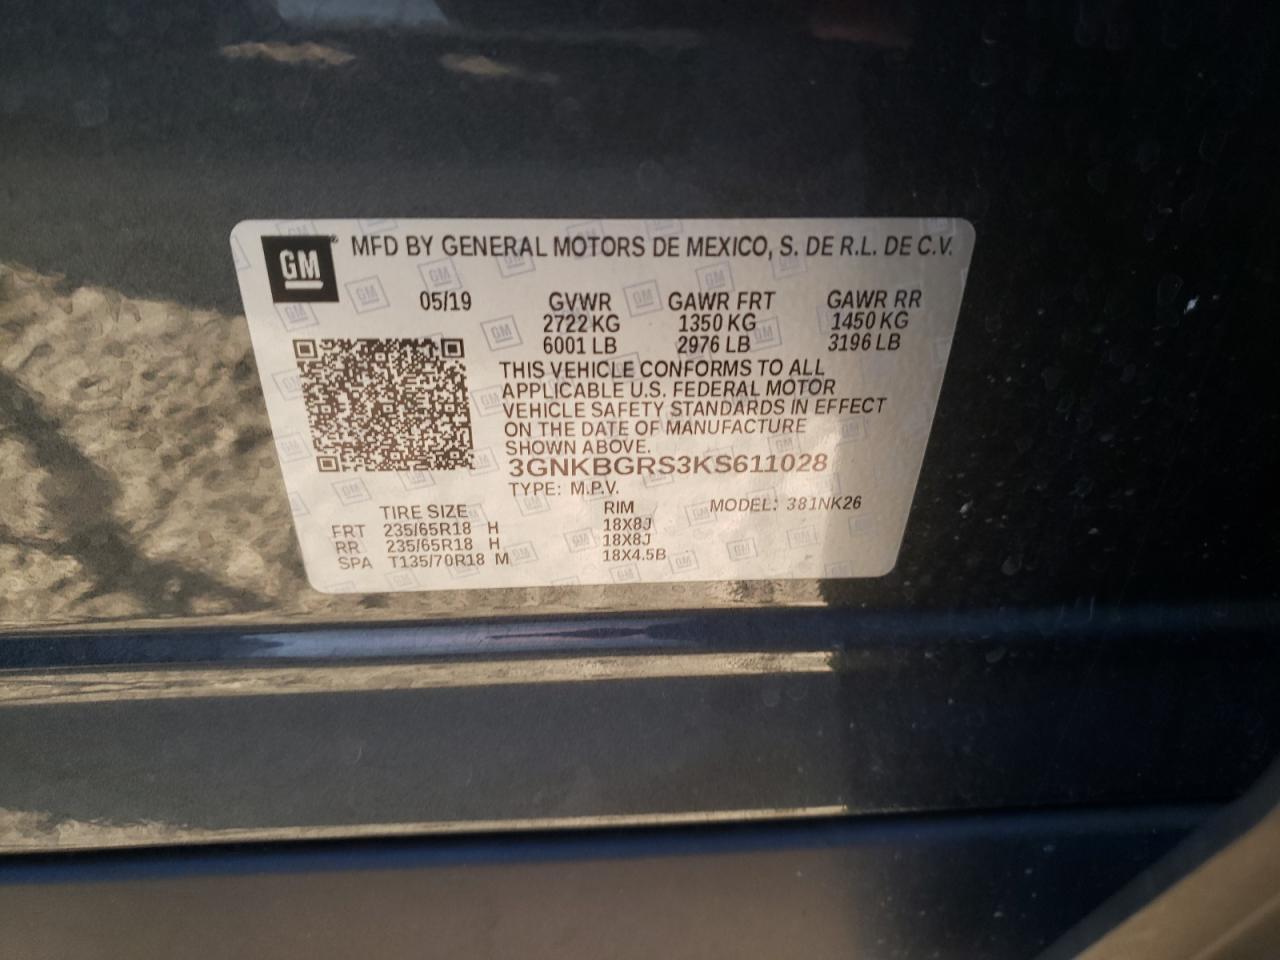 GM® MFD BY GENERAL MOTORS DE MEXICO, S. DE R.L. DE C.V.
05/19 GVWR GAWR FRT GAWR RR
2722 KG 1350 KG 1450 KG
6001 LB 2976 LB 3196 LB
THIS VEHICLE CONFORMS TO ALL
APPLICABLE U.S. FEDERAL MOTOR
VEHICLE SAFETY STANDARDS IN EFFECT
ON THE DATE OF MANUFACTURE
SHOWN ABOVE.
3GNKBGRS3KS611028
TYPE: M.P.V.
TIRE SIZE RIM MODEL: 381NK26
FRT 235/65R18 H 18X8J
RR 235/65R18 H 18X8J
SPA T135/70R18 M 18X4.5B